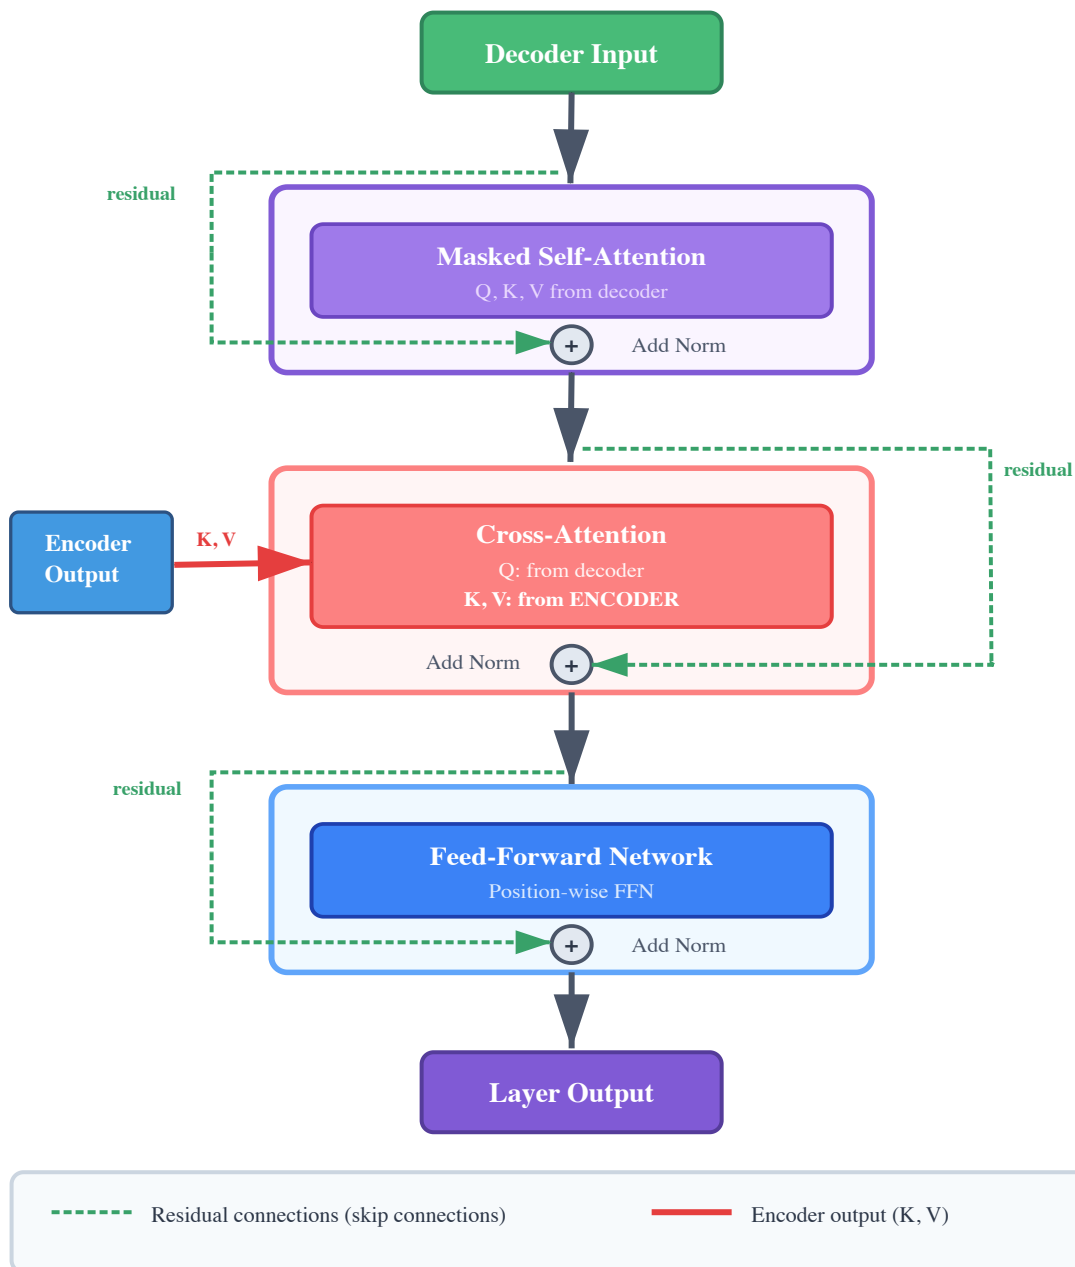 Decoder Input
residual
Masked Self-Attention
Q, K, V from decoder
+
Add Norm
residual
Encoder
Output
K, V
Cross-Attention
Q: from decoder
K, V: from ENCODER
Add Norm
+
residual
Feed-Forward Network
Position-wise FFN
+
Add Norm
Layer Output
Residual connections (skip connections)
Encoder output (K, V)